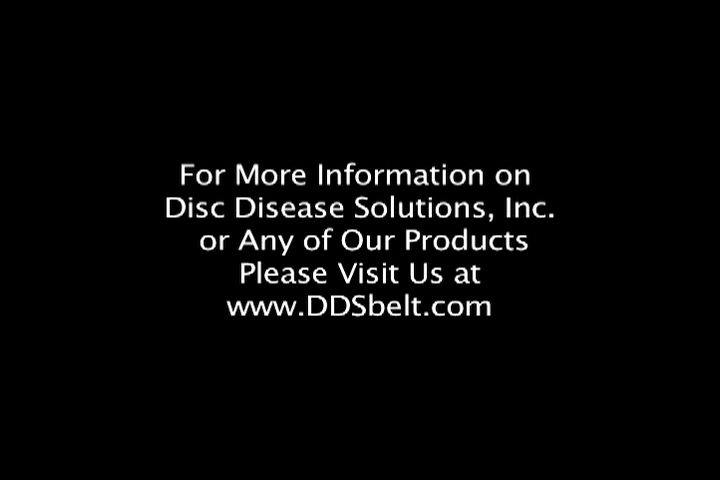 For More Information on
Disc Disease Solutions, Inc.
or Any of Our Products
Please Visit Us at
www.DDSbelt.com